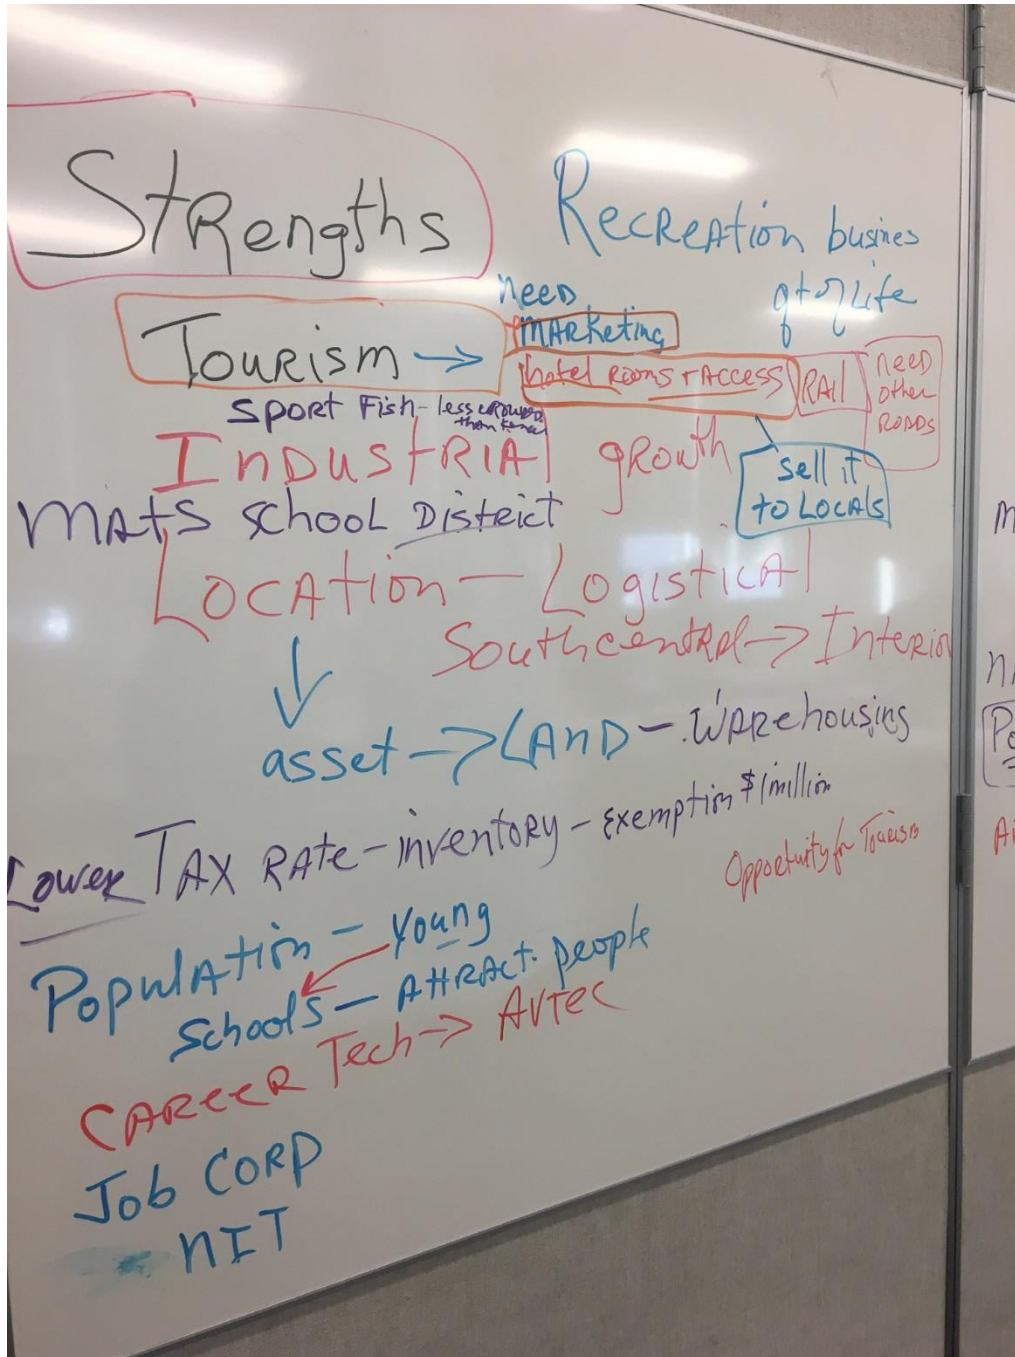 Strengths
Recreation busines
qt of Life
need
marketing
Tourism →
hotel rooms + access
Rail
need
other
roads
Sport Fish - less crowded
than Kenai
Industrial growth
sell it
to locals
Mats School District
Location - Logistical
Southcentral → Interior
asset → Land - Warehousing
Lower Tax Rate - inventory - Exemption $1 million
Opportunity for Tourism
Population - young
Schools - Attract people
Career Tech → Avtec
Job Corp
NIT